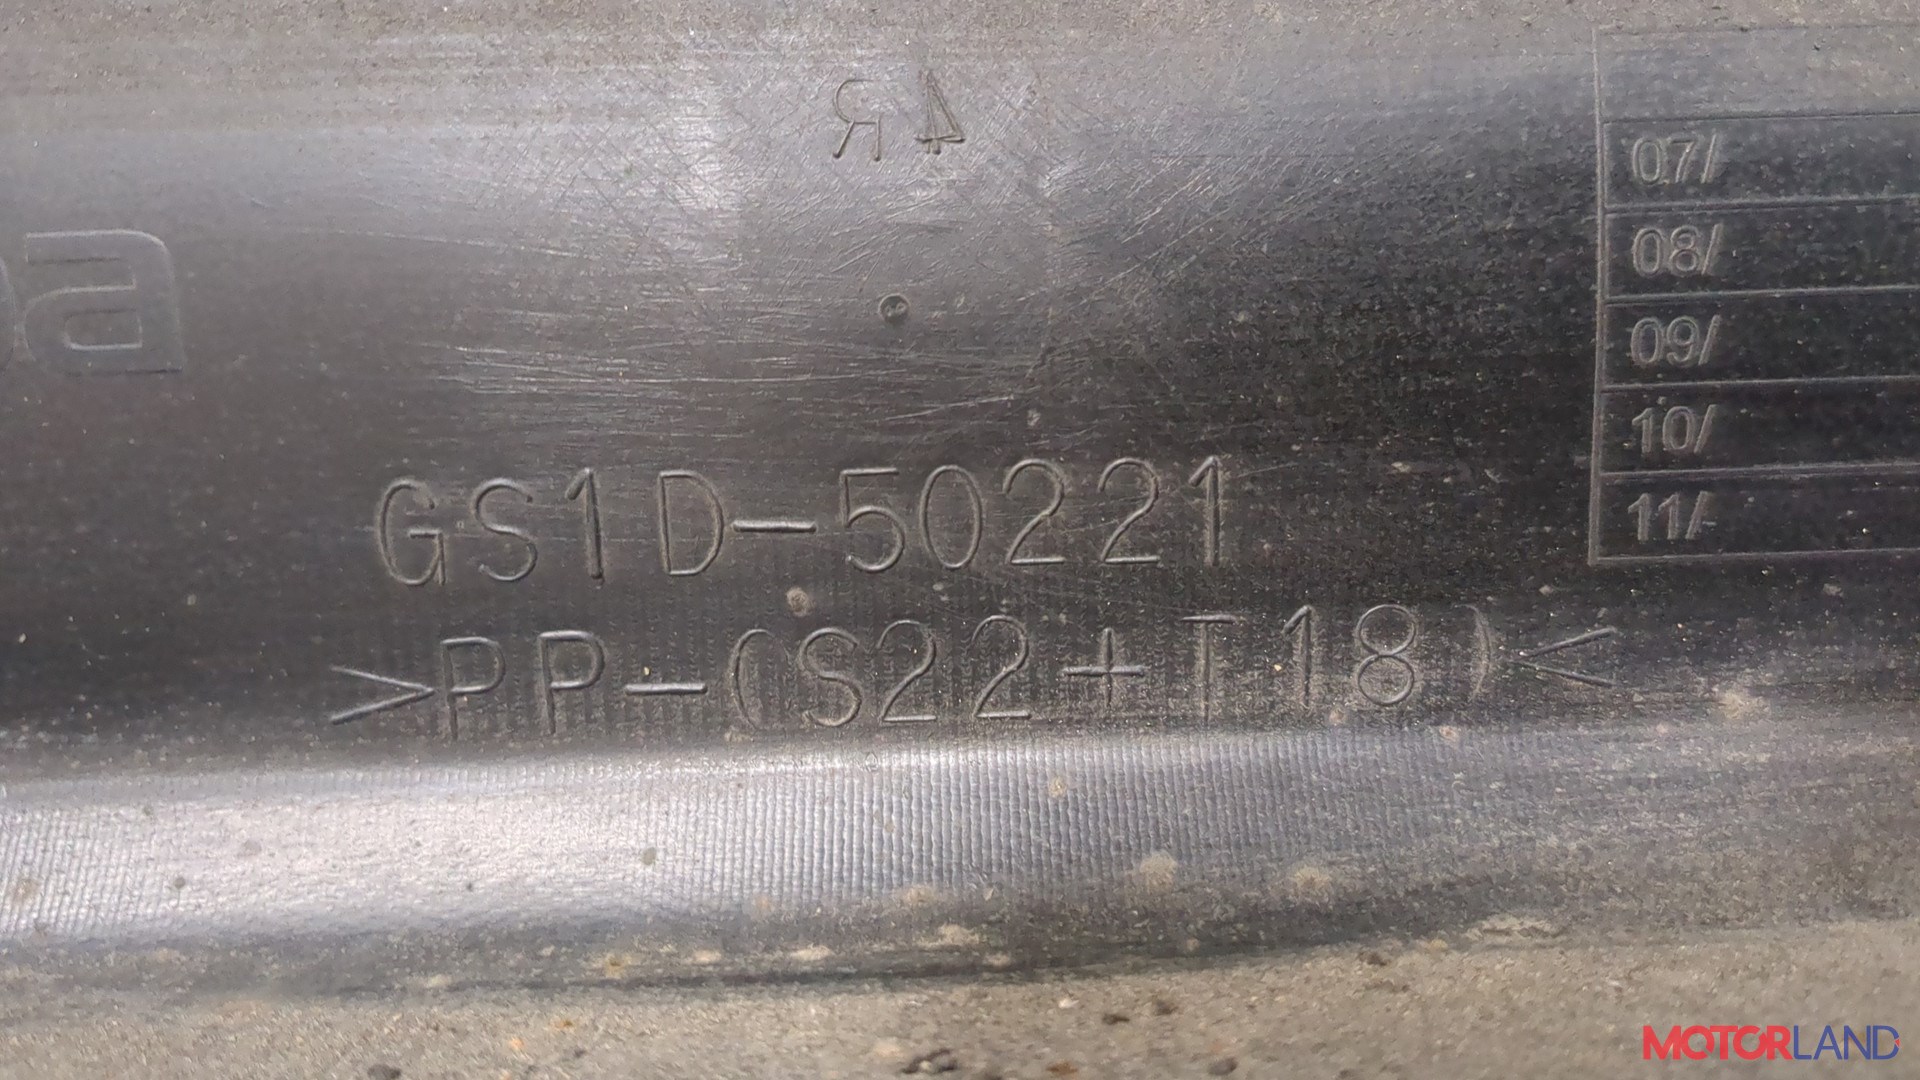 07/
08/
09/
10/
11/
GS1D-50221
>PP-(S22+T18)<
MOTORLAND